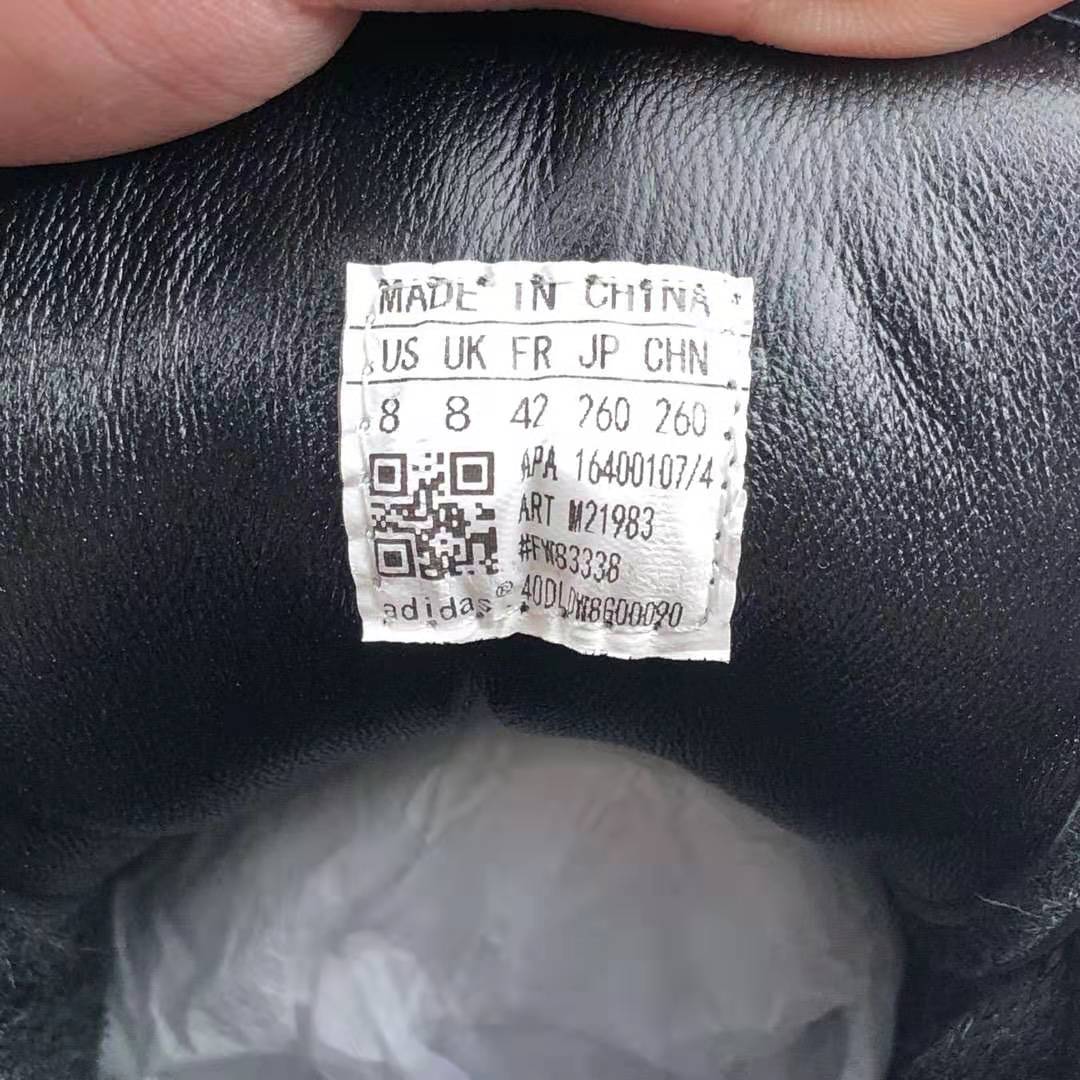 MADE IN CHINA
US UK FR JP CHN
8 8 42 260 260
APA 16400107/4
ART M21983
#FW83338
adidas®